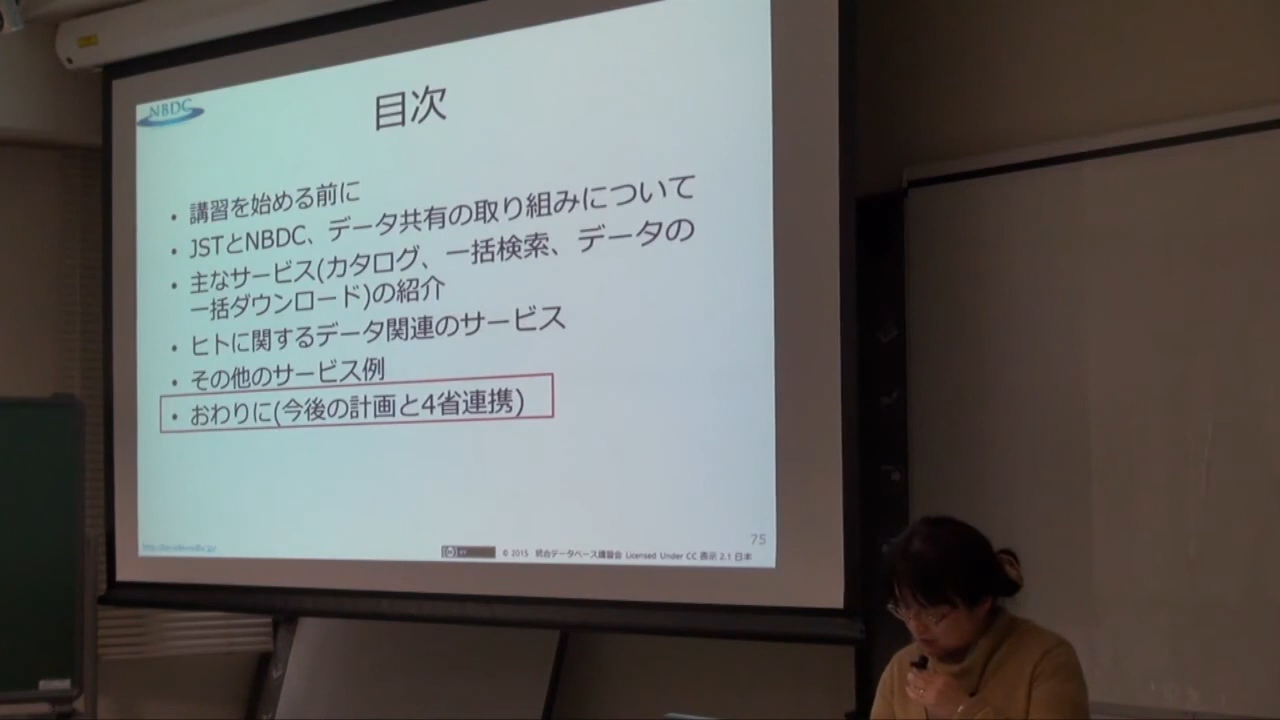 NBDC
目次
• 講習を始める前に
• JSTとNBDC、データ共有の取り組みについて
• 主なサービス(カタログ、一括検索、データの
一括ダウンロード)の紹介
• ヒトに関するデータ関連のサービス
• その他のサービス例
• おわりに(今後の計画と4省連携)
75
© 2015 統合データベース講習会 Licensed Under CC 表示 2.1 日本